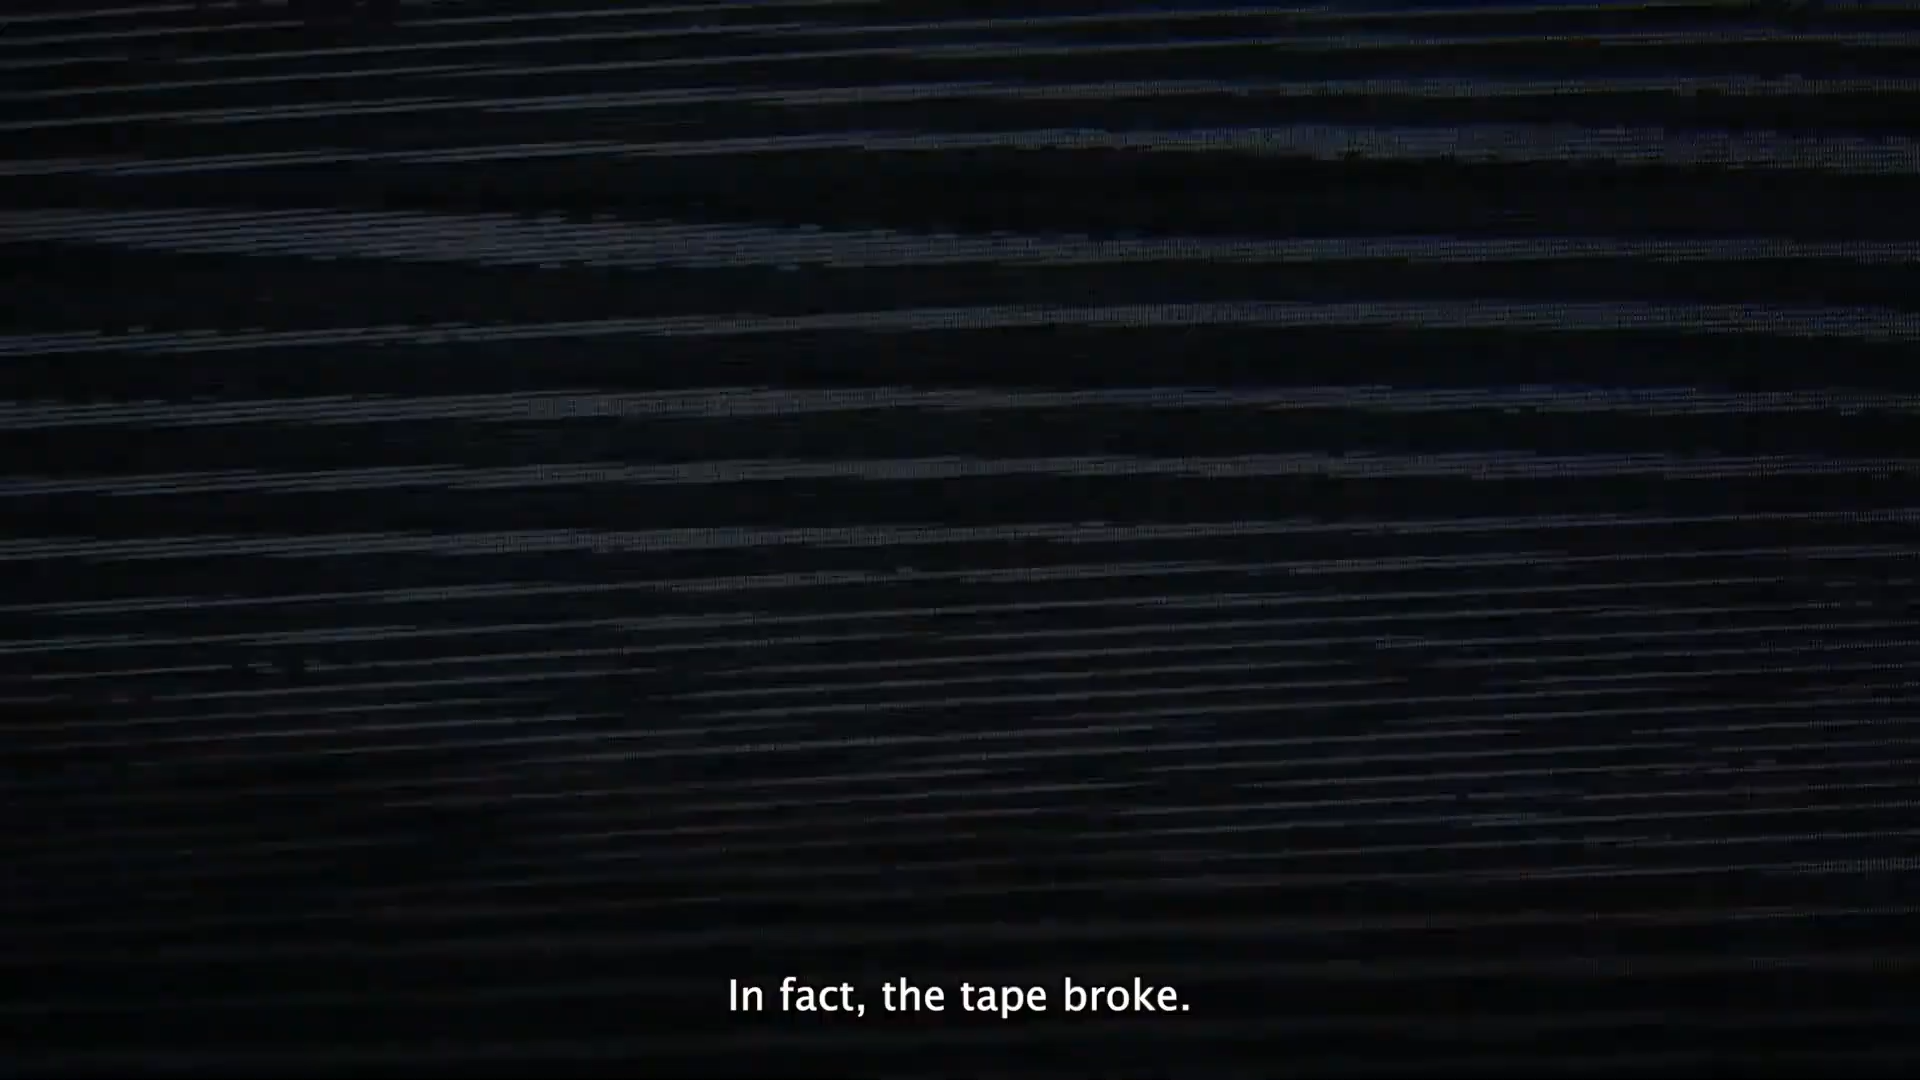 In fact, the tape broke.